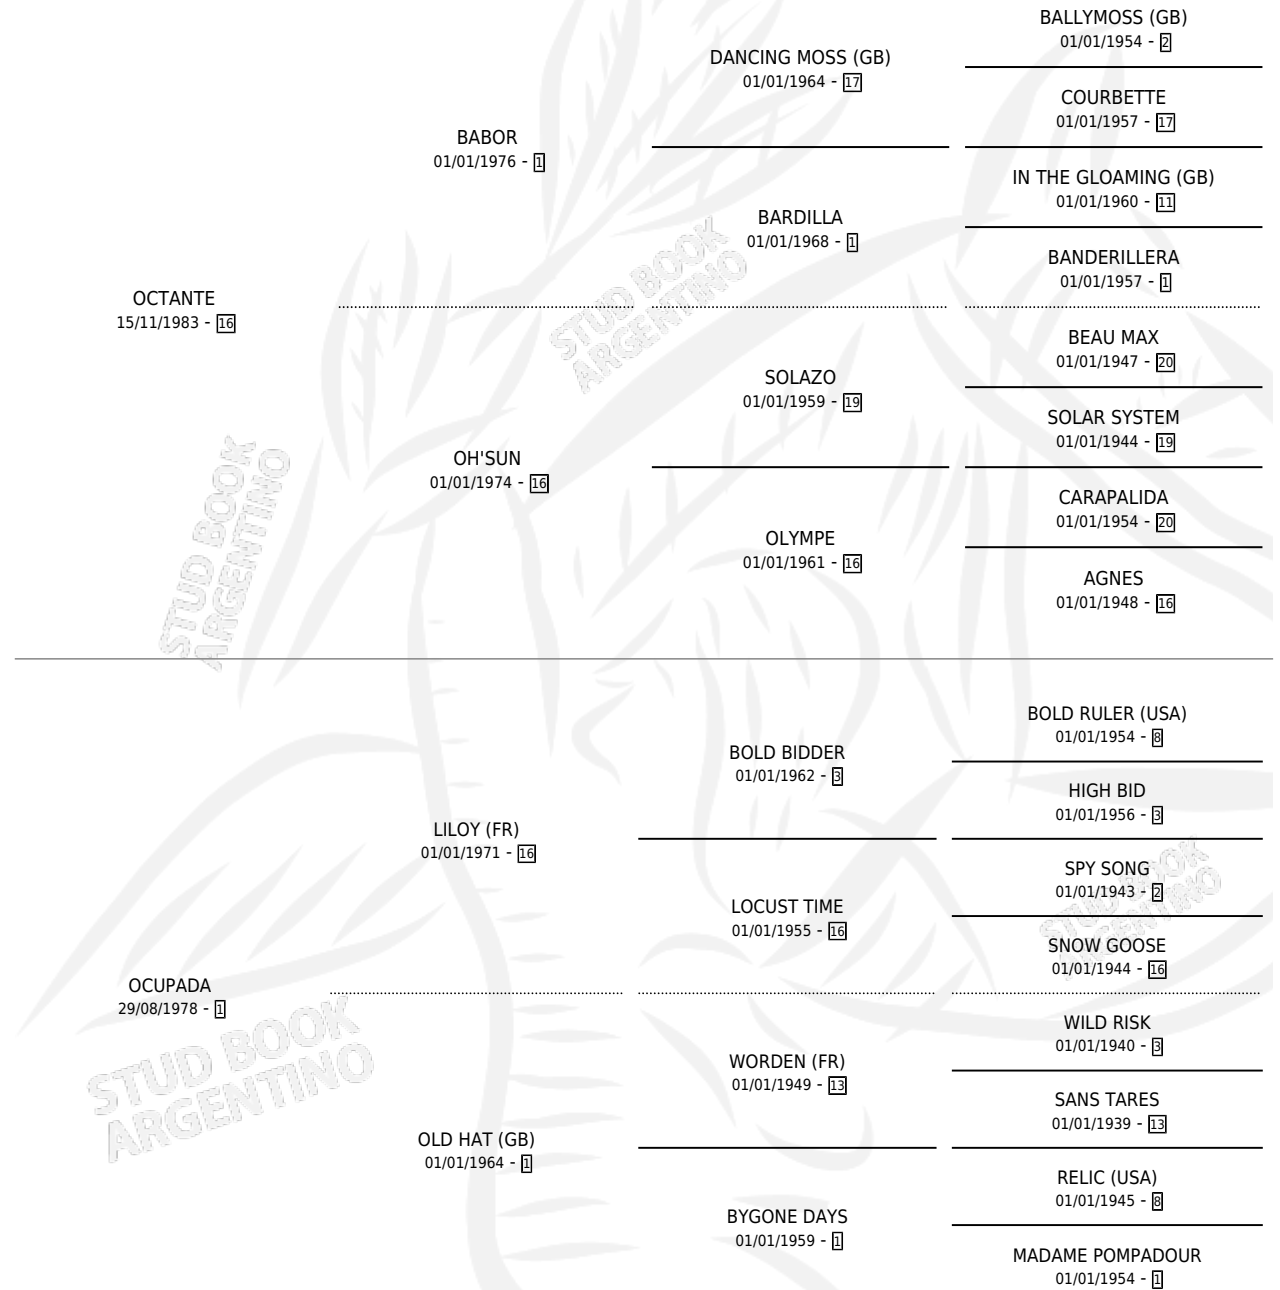 BALLYMOSS (GB)
01/01/1954 - 2
DANCING MOSS (GB)
01/01/1964 - 17
COURBETTE
01/01/1957 - 17
BABOR
01/01/1976 - 1
IN THE GLOAMING (GB)
01/01/1960 - 11
BARDILLA
01/01/1968 - 1
BANDERILLERA
01/01/1957 - 1
OCTANTE
15/11/1983 - 16
STUD BOOK
ARGENTINO
BEAU MAX
01/01/1947 - 20
SOLAZO
01/01/1959 - 19
SOLAR SYSTEM
01/01/1944 - 19
OH'SUN
01/01/1974 - 16
CARAPALIDA
01/01/1954 - 20
OLYMPE
01/01/1961 - 16
AGNES
01/01/1948 - 16
STUD BOOK
ARGENTINO
BOLD RULER (USA)
01/01/1954 - 8
BOLD BIDDER
01/01/1962 - 3
HIGH BID
01/01/1956 - 3
LILOY (FR)
01/01/1971 - 16
SPY SONG
01/01/1943 - 2
LOCUST TIME
01/01/1955 - 16
SNOW GOOSE
01/01/1944 - 16
STUD BOOK
ARGENTINO
OCUPADA
29/08/1978 - 1
STUD BOOK
ARGENTINO
WILD RISK
01/01/1940 - 3
WORDEN (FR)
01/01/1949 - 13
SANS TARES
01/01/1939 - 13
OLD HAT (GB)
01/01/1964 - 1
RELIC (USA)
01/01/1945 - 8
BYGONE DAYS
01/01/1959 - 1
MADAME POMPADOUR
01/01/1954 - 1